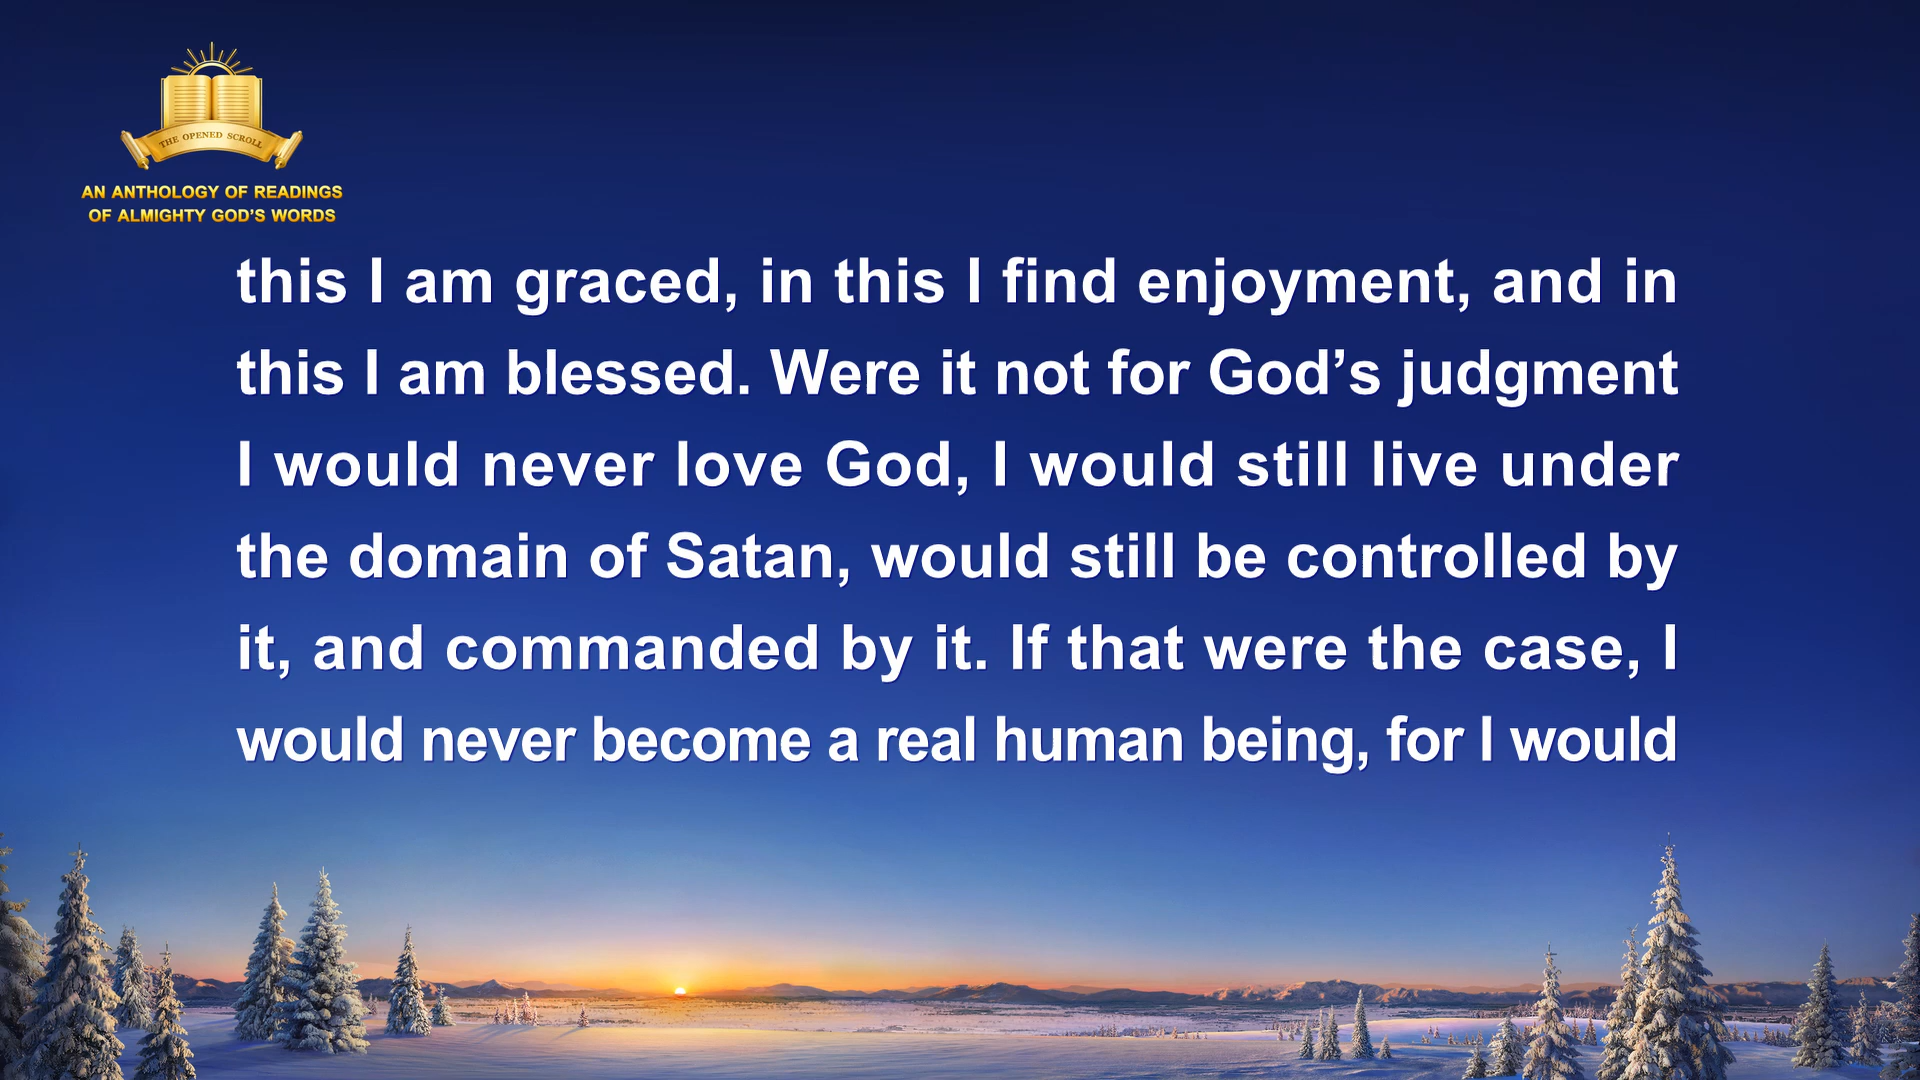 THE OPENED SCROLL
AN ANTHOLOGY OF READINGS
OF ALMIGHTY GOD’S WORDS
this I am graced, in this I find enjoyment, and in
this I am blessed. Were it not for God’s judgment
I would never love God, I would still live under
the domain of Satan, would still be controlled by
it, and commanded by it. If that were the case, I
would never become a real human being, for I would